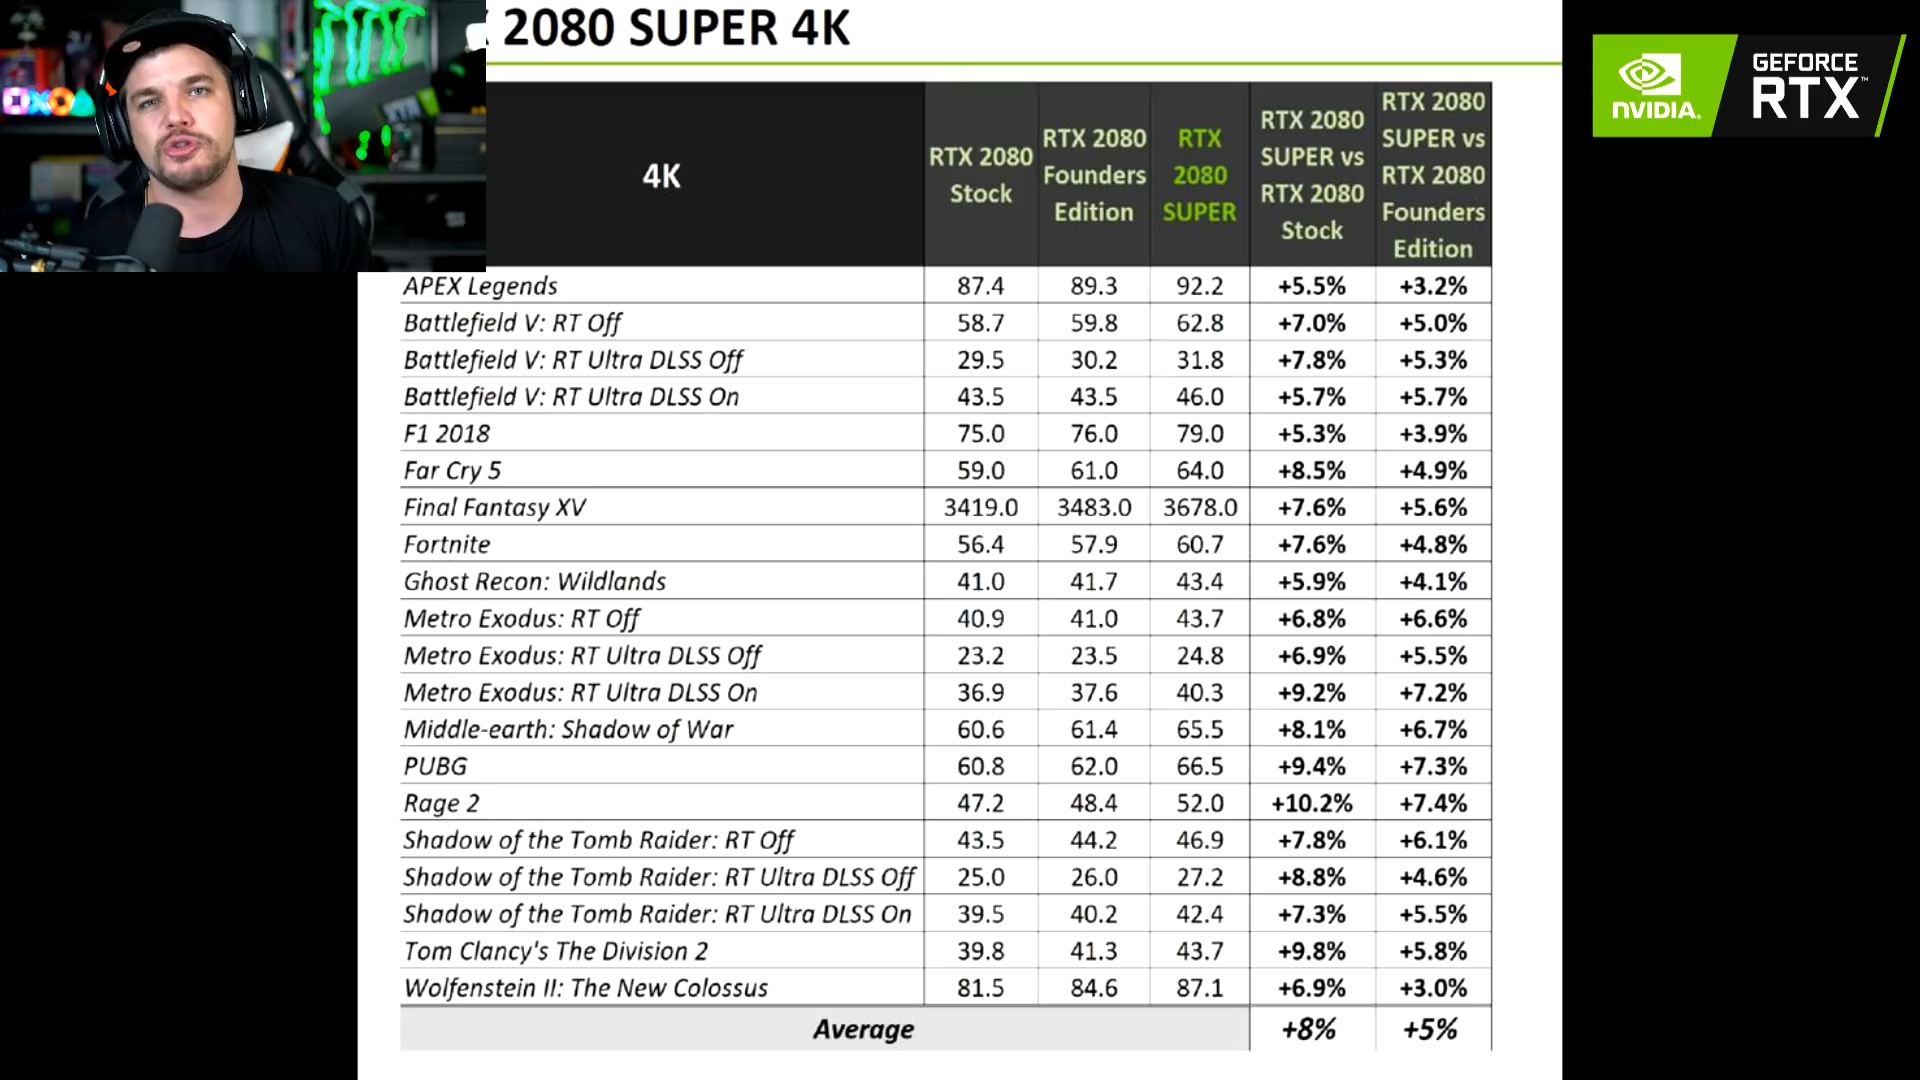 2080 SUPER 4K
NVIDIA.
GEFORCE
RTX™
4K
RTX 2080
Stock
RTX 2080
Founders
Edition
RTX
2080
SUPER
RTX 2080
SUPER vs
RTX 2080
Stock
RTX 2080
SUPER vs
RTX 2080
Founders
Edition
APEX Legends 87.4 89.3 92.2 +5.5% +3.2%
Battlefield V: RT Off 58.7 59.8 62.8 +7.0% +5.0%
Battlefield V: RT Ultra DLSS Off 29.5 30.2 31.8 +7.8% +5.3%
Battlefield V: RT Ultra DLSS On 43.5 43.5 46.0 +5.7% +5.7%
F1 2018 75.0 76.0 79.0 +5.3% +3.9%
Far Cry 5 59.0 61.0 64.0 +8.5% +4.9%
Final Fantasy XV 3419.0 3483.0 3678.0 +7.6% +5.6%
Fortnite 56.4 57.9 60.7 +7.6% +4.8%
Ghost Recon: Wildlands 41.0 41.7 43.4 +5.9% +4.1%
Metro Exodus: RT Off 40.9 41.0 43.7 +6.8% +6.6%
Metro Exodus: RT Ultra DLSS Off 23.2 23.5 24.8 +6.9% +5.5%
Metro Exodus: RT Ultra DLSS On 36.9 37.6 40.3 +9.2% +7.2%
Middle-earth: Shadow of War 60.6 61.4 65.5 +8.1% +6.7%
PUBG 60.8 62.0 66.5 +9.4% +7.3%
Rage 2 47.2 48.4 52.0 +10.2% +7.4%
Shadow of the Tomb Raider: RT Off 43.5 44.2 46.9 +7.8% +6.1%
Shadow of the Tomb Raider: RT Ultra DLSS Off 25.0 26.0 27.2 +8.8% +4.6%
Shadow of the Tomb Raider: RT Ultra DLSS On 39.5 40.2 42.4 +7.3% +5.5%
Tom Clancy's The Division 2 39.8 41.3 43.7 +9.8% +5.8%
Wolfenstein II: The New Colossus 81.5 84.6 87.1 +6.9% +3.0%
Average +8% +5%